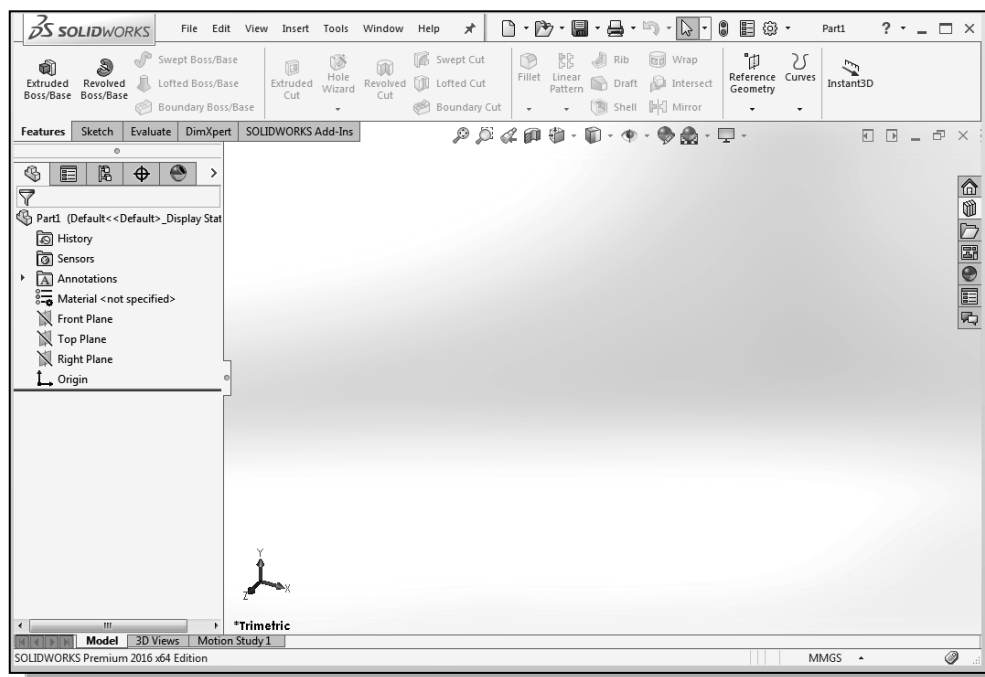 SOLIDWORKS File Edit View Insert Tools Window Help Part1 ?
Extruded Boss/Base
Revolved Boss/Base
Swept Boss/Base
Lofted Boss/Base
Boundary Boss/Base
Extruded Cut
Hole Wizard
Revolved Cut
Swept Cut
Lofted Cut
Boundary Cut
Fillet
Linear Pattern
Rib
Draft
Shell
Wrap
Intersect
Mirror
Reference Geometry
Curves
Instant3D
Features Sketch Evaluate DimXpert SOLIDWORKS Add-Ins
Part1 (Default<<Default>_Display Stat
History
Sensors
Annotations
Material <not specified>
Front Plane
Top Plane
Right Plane
Origin
Y
X
Z
*Trimetric
Model 3D Views Motion Study 1
SOLIDWORKS Premium 2016 x64 Edition MMGS